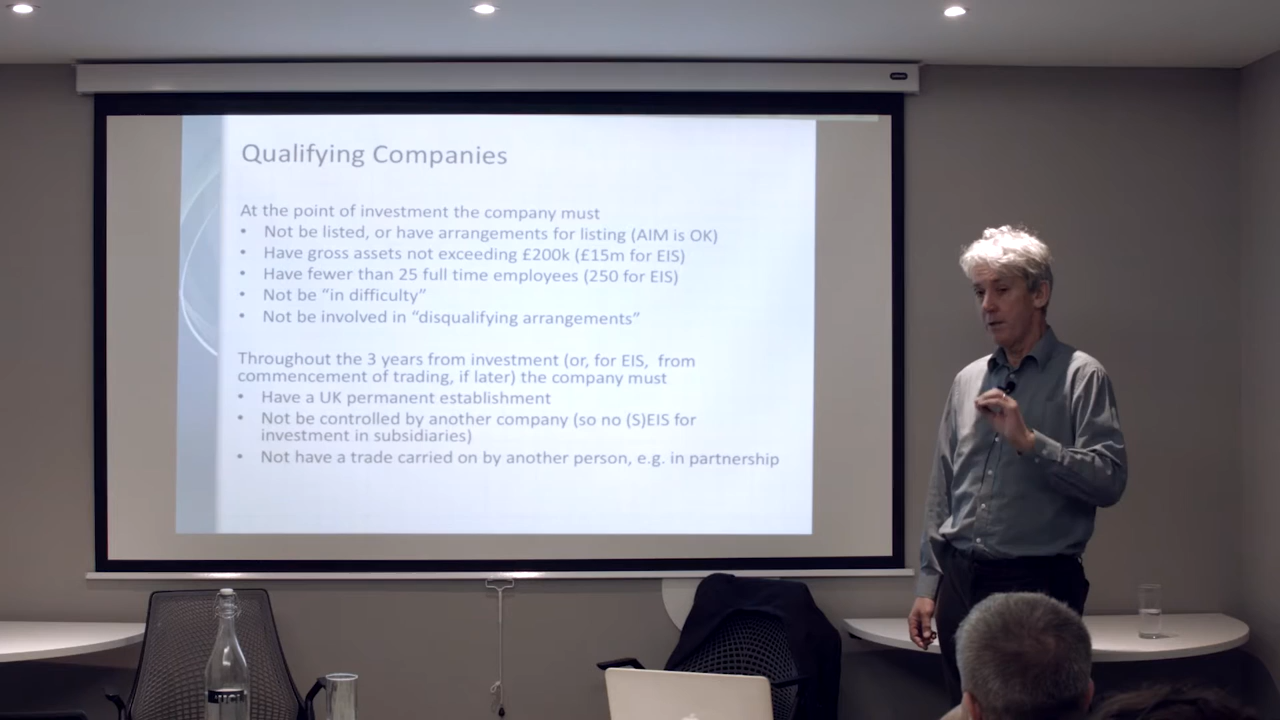 Qualifying Companies
At the point of investment the company must
• Not be listed, or have arrangements for listing (AIM is OK)
• Have gross assets not exceeding £200k (£15m for EIS)
• Have fewer than 25 full time employees (250 for EIS)
• Not be “in difficulty”
• Not be involved in “disqualifying arrangements”
Throughout the 3 years from investment (or, for EIS, from
commencement of trading, if later) the company must
• Have a UK permanent establishment
• Not be controlled by another company (so no (S)EIS for
investment in subsidiaries)
• Not have a trade carried on by another person, e.g. in partnership